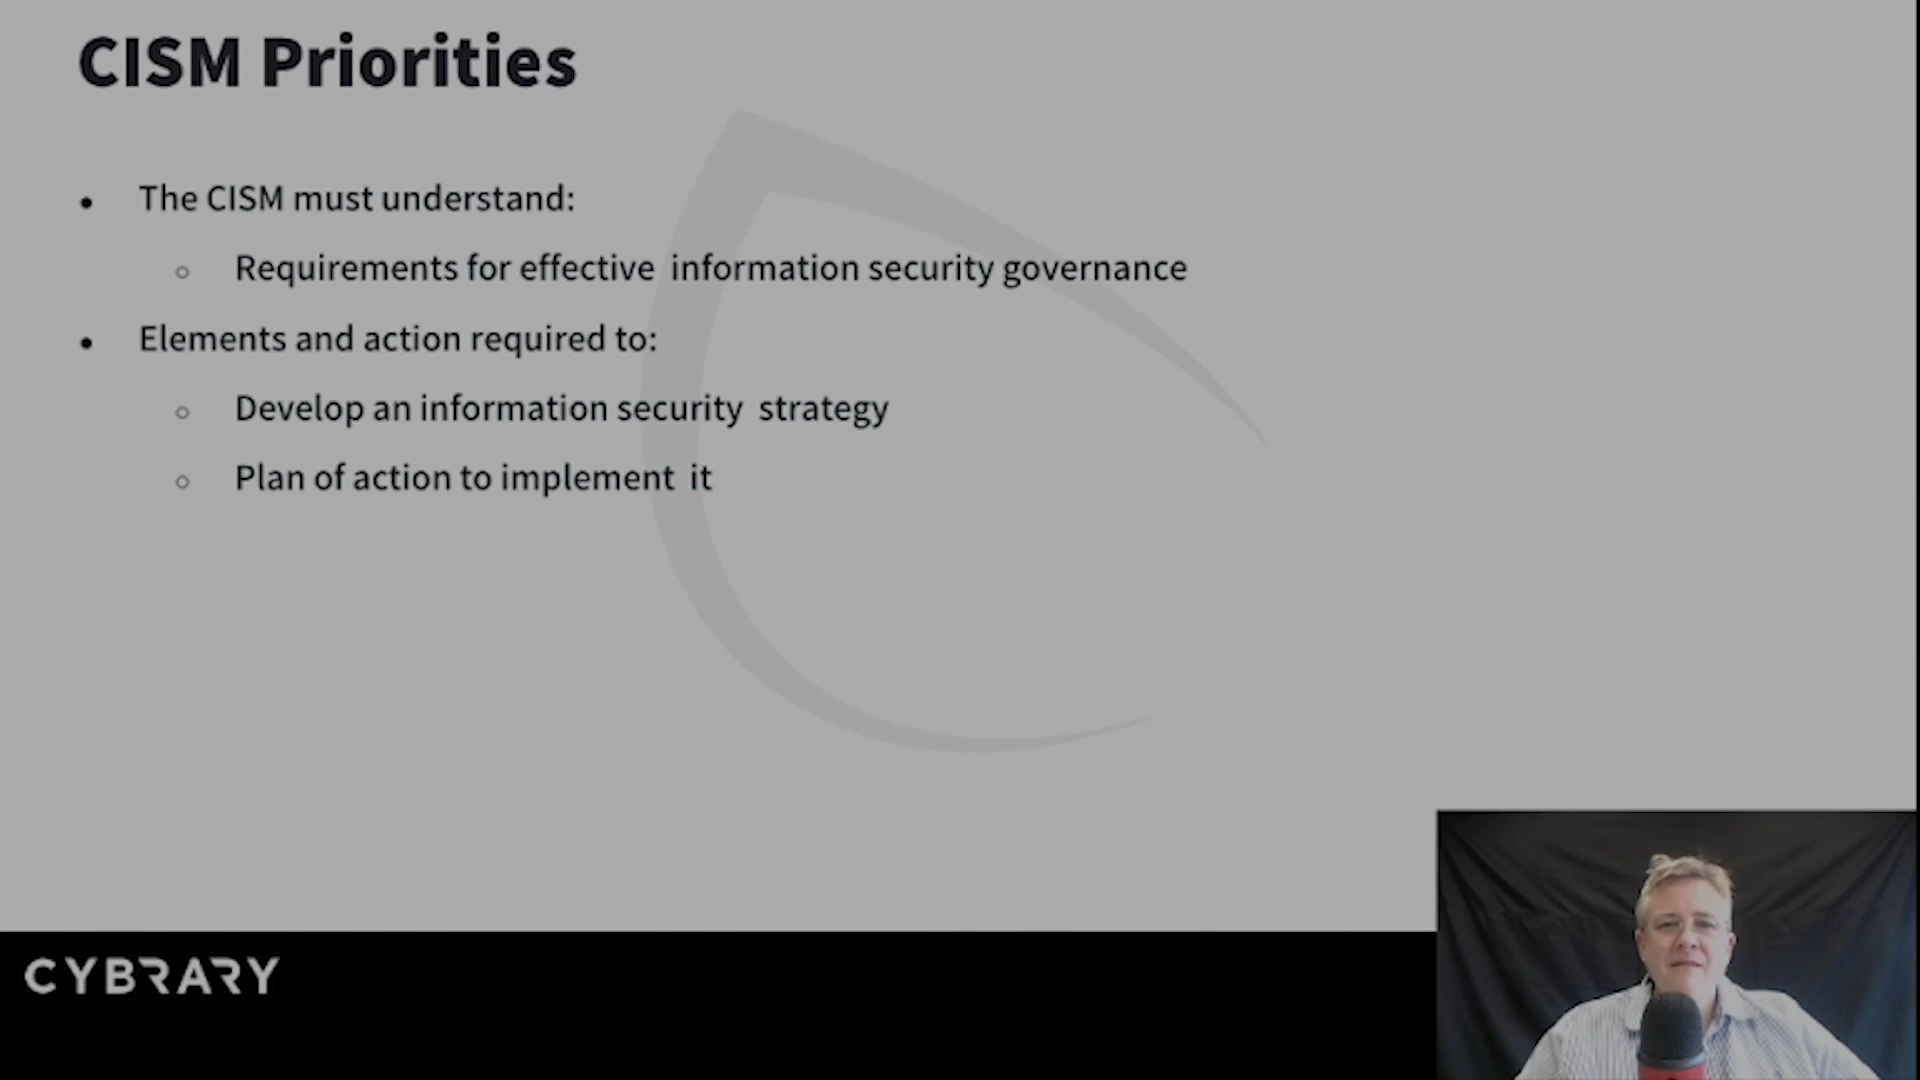 CISM Priorities
The CISM must understand:
Requirements for effective information security governance
Elements and action required to:
Develop an information security strategy
Plan of action to implement it
CYBRARY